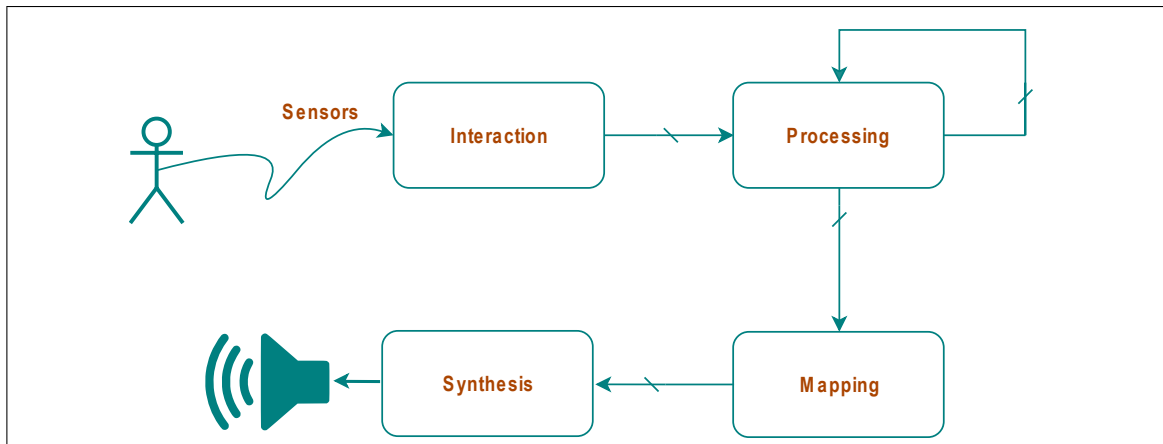 Sensors
Interaction
Processing
Synthesis
Mapping